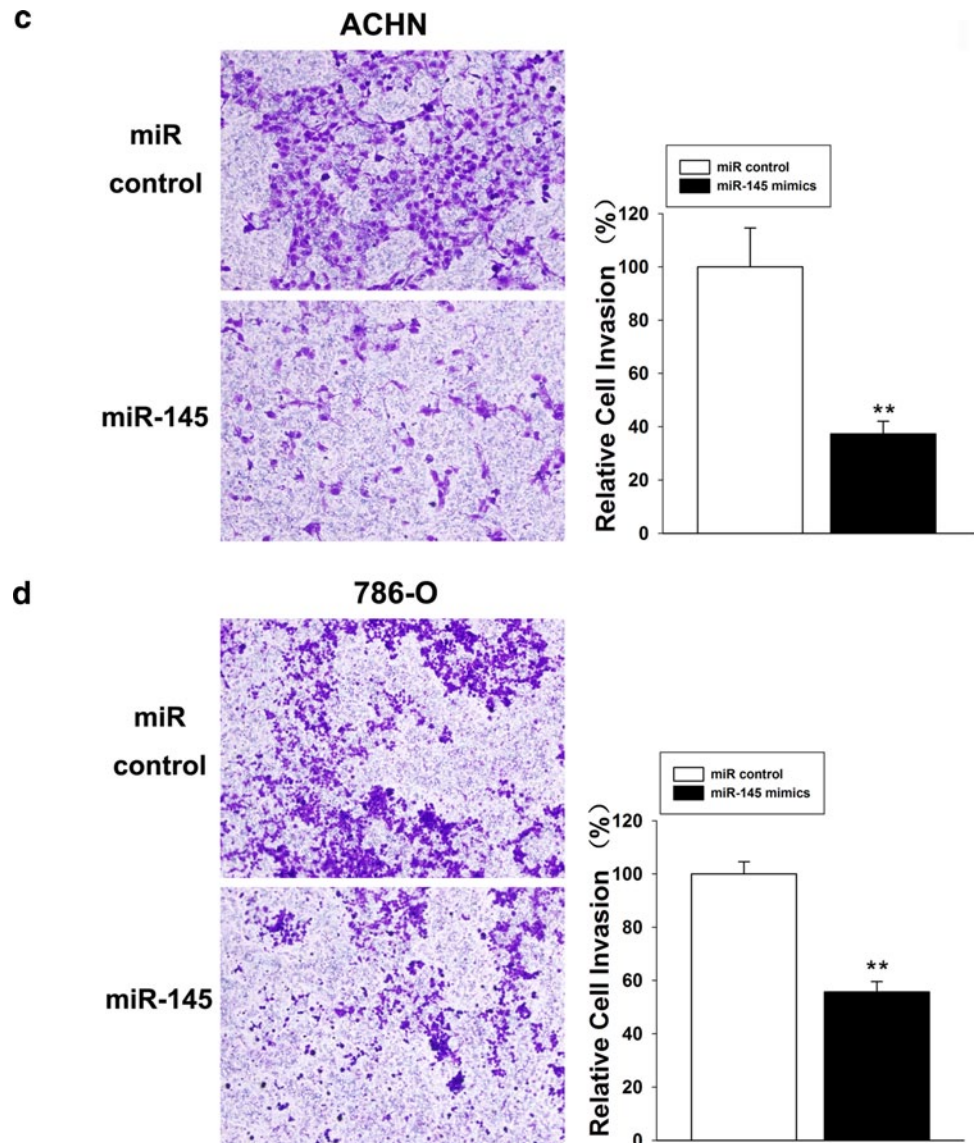 c
ACHN
miR
control
miR-145
miR control
miR-145 mimics
Relative Cell Invasion (%)
120
100
80
60
40
20
0
**
d
786-O
miR
control
miR-145
miR control
miR-145 mimics
Relative Cell Invasion (%)
120
100
80
60
40
20
0
**